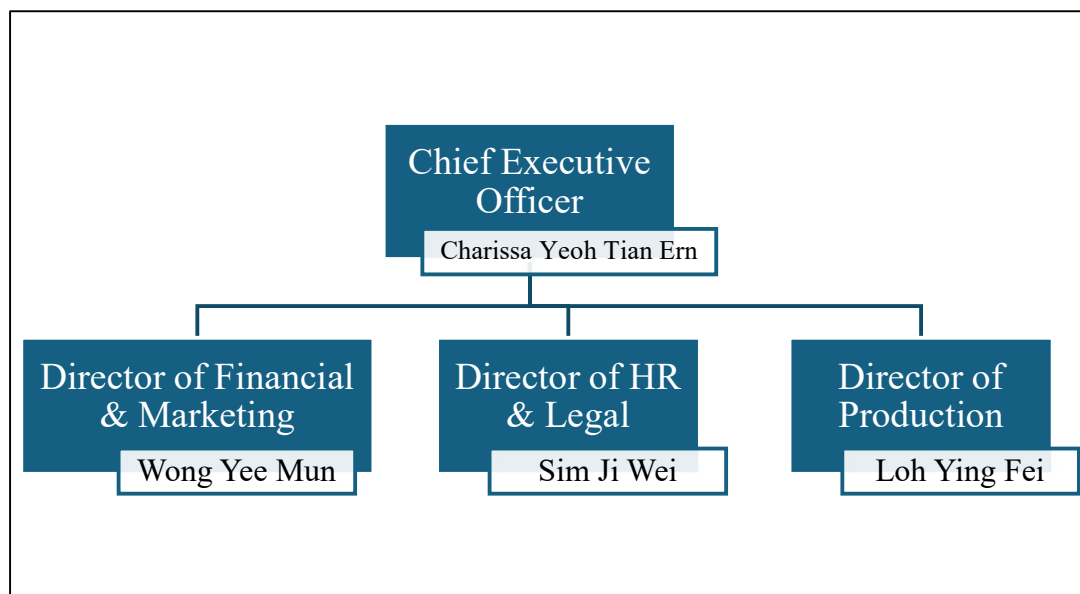 Chief Executive
Officer
Charissa Yeoh Tian Ern
Director of Financial
& Marketing
Wong Yee Mun
Director of HR
& Legal
Sim Ji Wei
Director of
Production
Loh Ying Fei